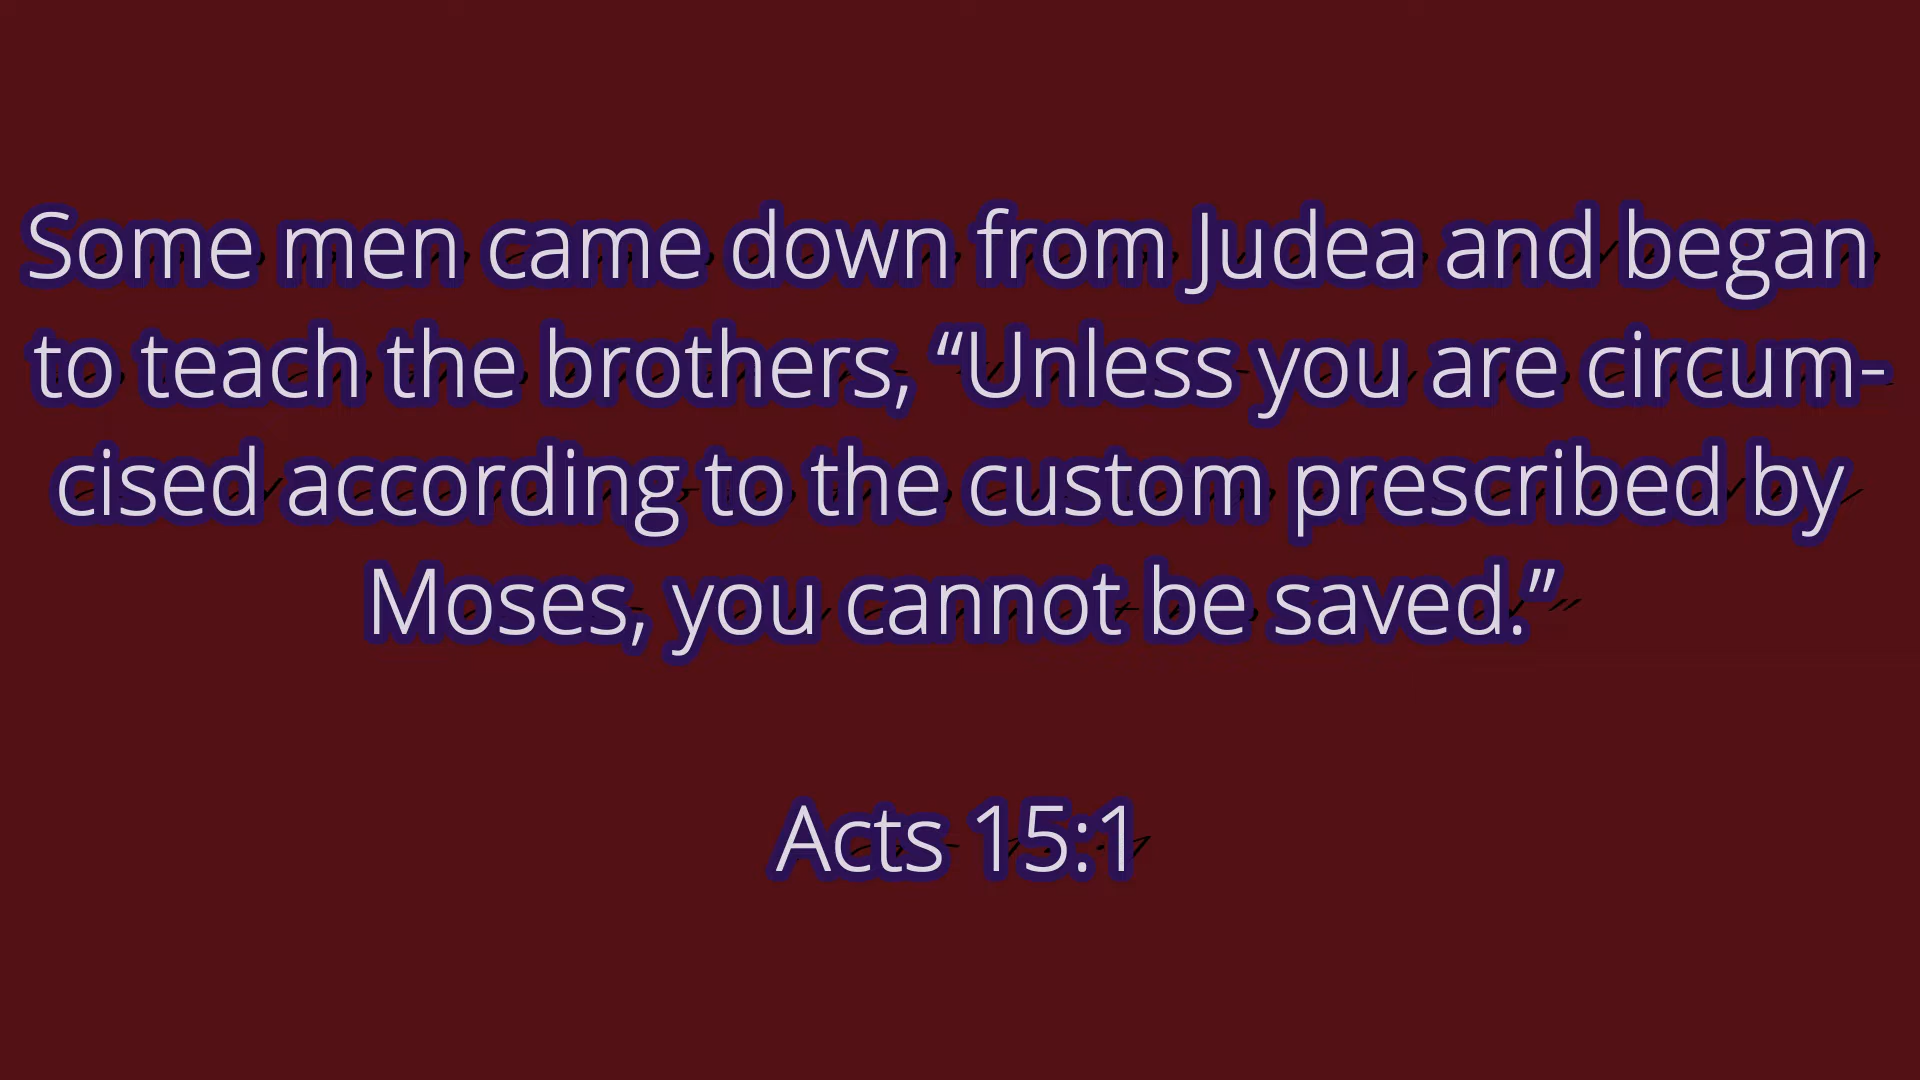 Some men came down from Judea and began
to teach the brothers, “Unless you are circum-
cised according to the custom prescribed by
Moses, you cannot be saved.”
Acts 15:1